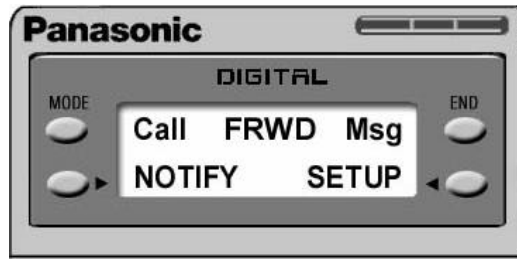 Panasonic
DIGITAL
MODE
END
Call FRWD Msg
NOTIFY SETUP